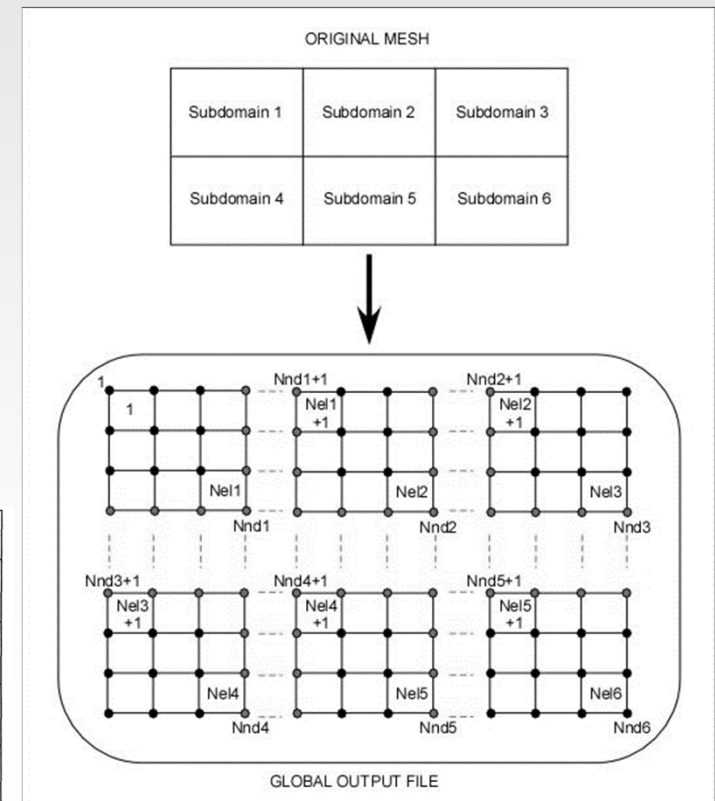 ORIGINAL MESH
Subdomain 1 Subdomain 2 Subdomain 3
Subdomain 4 Subdomain 5 Subdomain 6
1 Nnd1+1 Nnd2+1
1 Nel1 +1 Nel2 +1
Nel1 Nel2 Nel3
Nnd1 Nnd2 Nnd3
Nnd3+1 Nnd4+1 Nnd5+1
Nel3 +1 Nel4 +1 Nel5 +1
Nel4 Nel5 Nel6
Nnd4 Nnd5 Nnd6
GLOBAL OUTPUT FILE